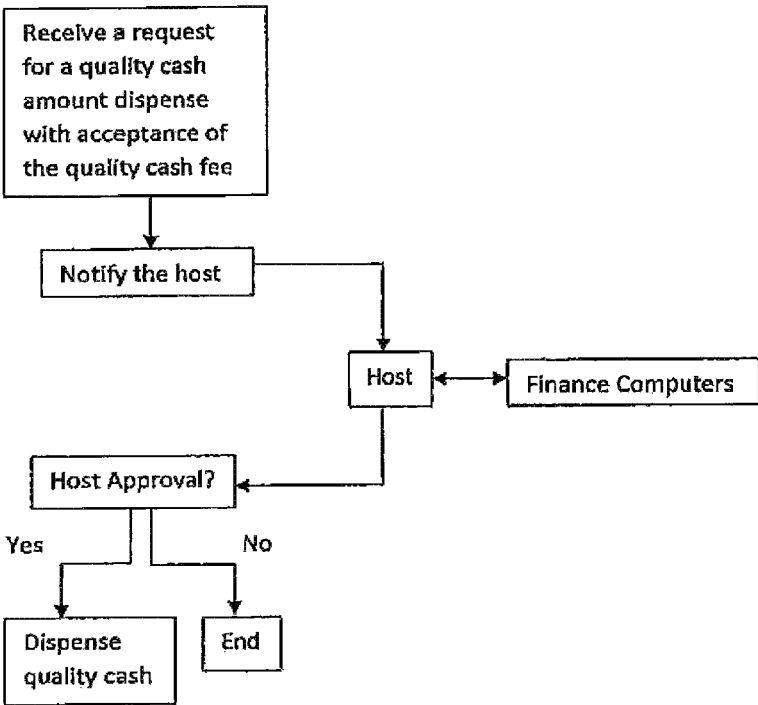 Receive a request
for a quality cash
amount dispense
with acceptance of
the quality cash fee
Notify the host
Host
Finance Computers
Host Approval?
Yes
No
Dispense
quality cash
End